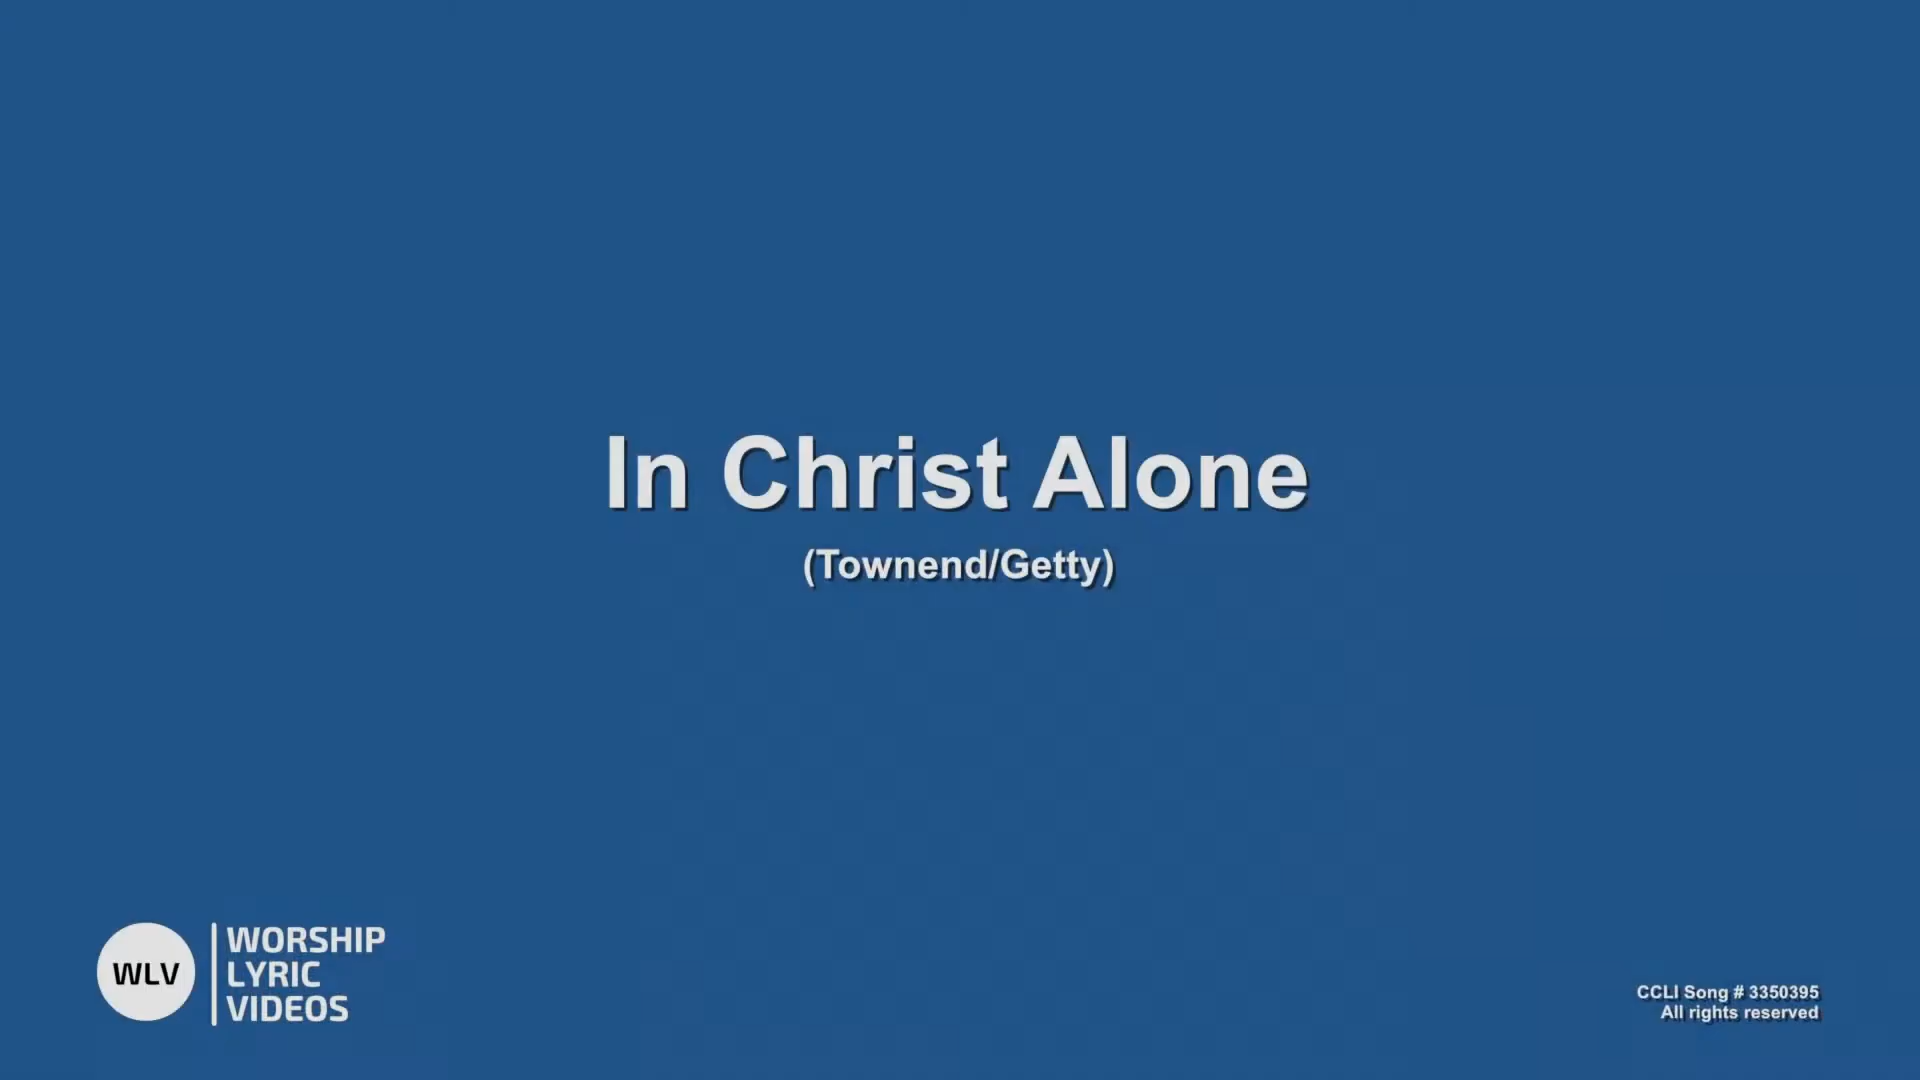 In Christ Alone
(Townend/Getty)
WLV
WORSHIP
LYRIC
VIDEOS
CCLI Song # 3350395
All rights reserved